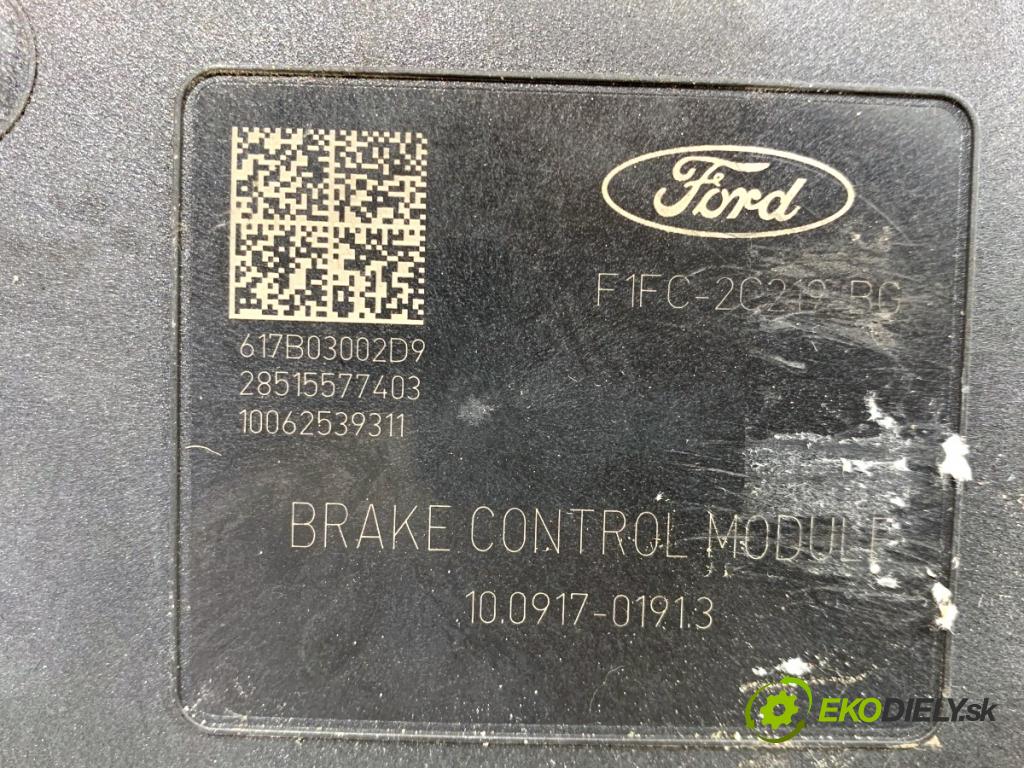 Ford
F1FC-2C219-BG
617B03002D9
28515577403
10062539311
BRAKE CONTROL MODULE
10.0917-0191.3
EKODIELY.sk